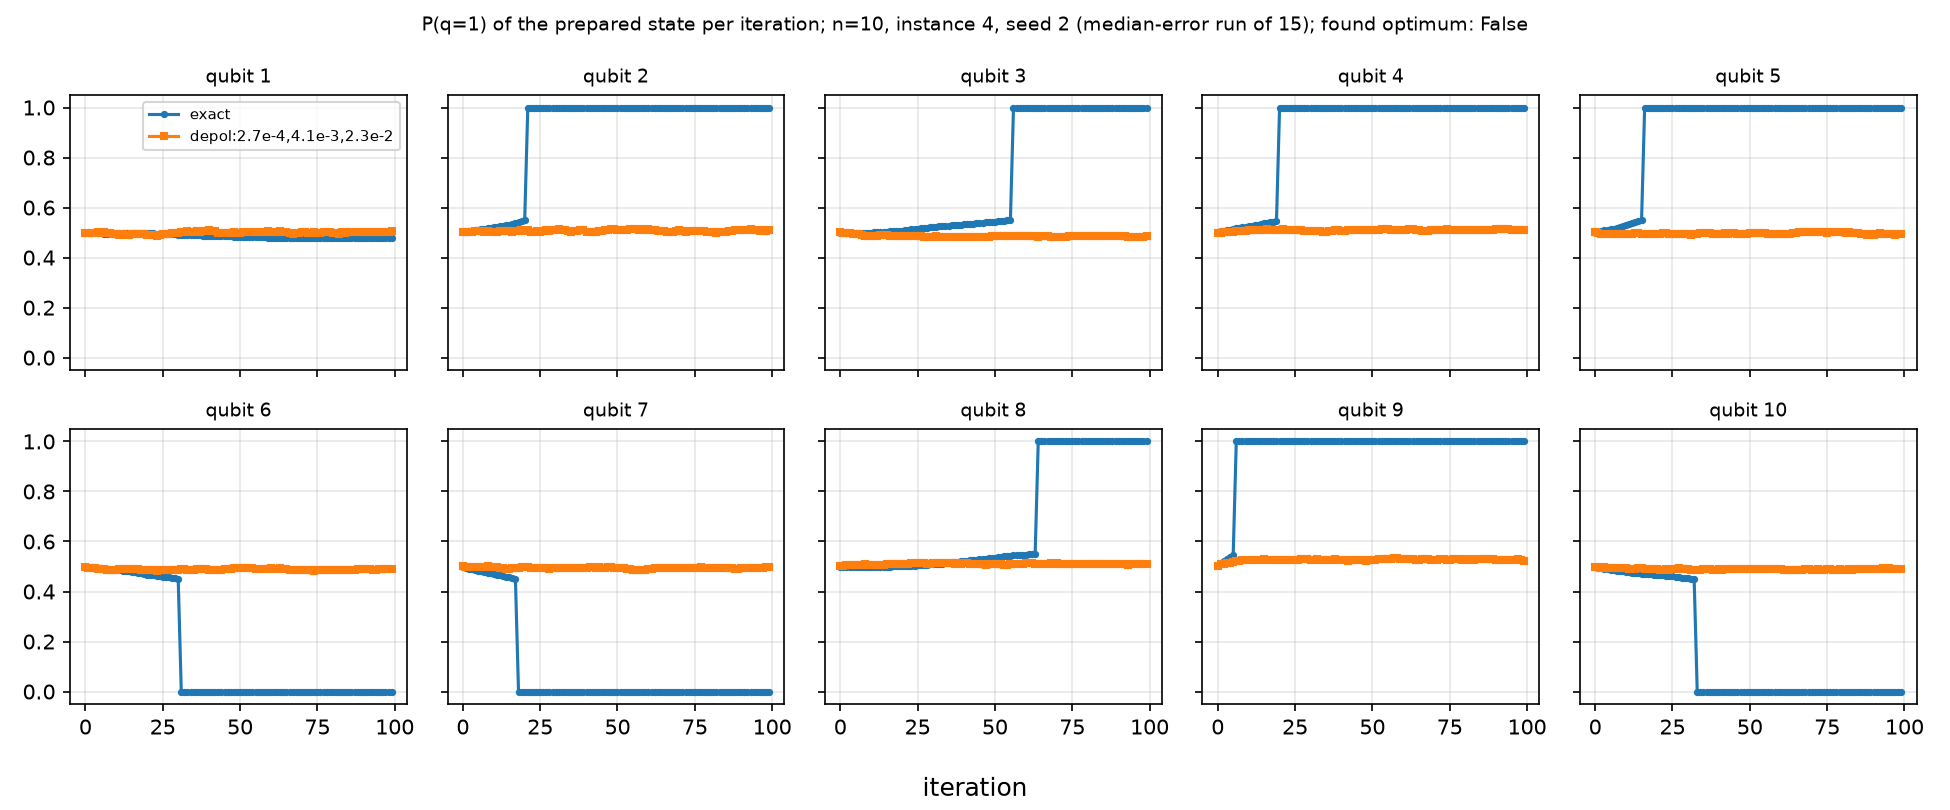 P(q=1) of the prepared state per iteration; n=10, instance 4, seed 2 (median-error run of 15); found optimum: False
qubit 1
qubit 2
qubit 3
qubit 4
qubit 5
1.0
0.8
0.6
0.4
0.2
0.0
exact
depol:2.7e-4,4.1e-3,2.3e-2
qubit 6
qubit 7
qubit 8
qubit 9
qubit 10
1.0
0.8
0.6
0.4
0.2
0.0
0 25 50 75 100
0 25 50 75 100
0 25 50 75 100
0 25 50 75 100
0 25 50 75 100
iteration